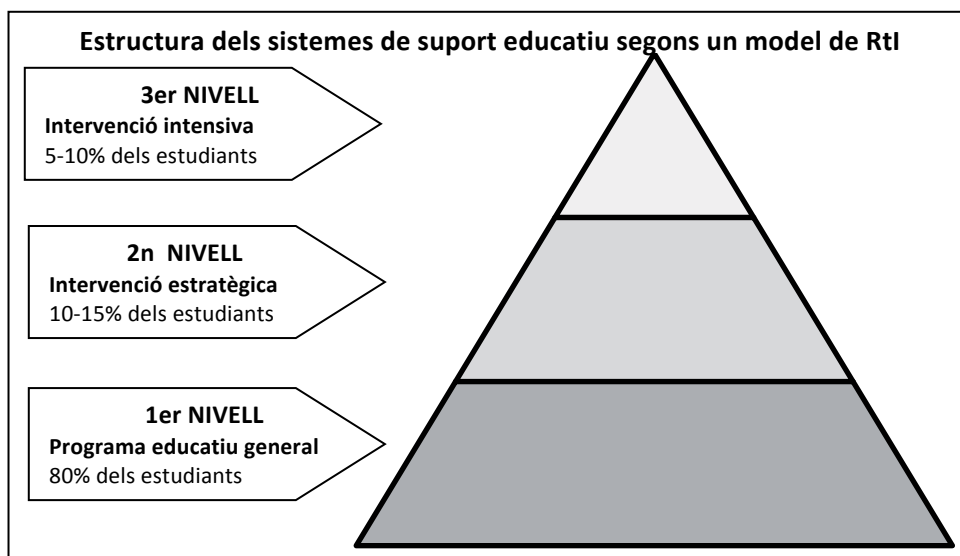 Estructura dels sistemes de suport educatiu segons un model de RtI
3er NIVELL
Intervenció intensiva
5-10% dels estudiants
2n NIVELL
Intervenció estratègica
10-15% dels estudiants
1er NIVELL
Programa educatiu general
80% dels estudiants